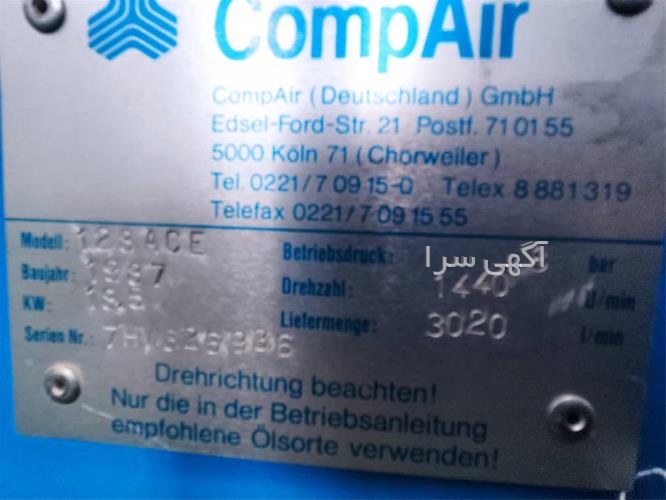 CompAir
CompAir (Deutschland) GmbH
Edsel-Ford-Str. 21 · Postf. 71 01 55
5000 Köln 71 (Chorweiler)
Tel. 0221/7 09 15-0 Telex 8 881 319
Telefax 0221/7 09 15 55
Modell: 123ACE Betriebsdruck: آگهی سرا bar
Baujahr: 1987 Drehzahl: 1440 U/min
KW: Liefermenge: 3020 l/min
Serien Nr.:
Drehrichtung beachten!
Nur die in der Betriebsanleitung
empfohlene Ölsorte verwenden!